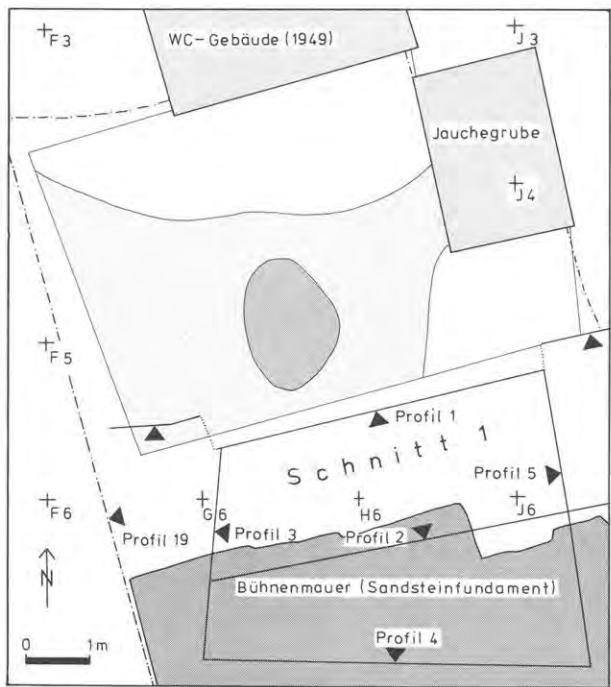 F3
WC-Gebäude (1949)
J3
Jauchegrube
J4
F5
Profil 1
Schnitt 1
Profil 5
F6
G6
H6
J6
Profil 19
Profil 3
Profil 2
N
Bühnenmauer (Sandsteinfundament)
0 1m
Profil 4